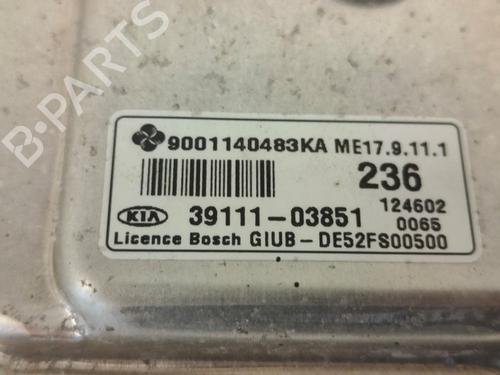 9001140483KA ME17.9.11.1
236
KIA 39111-03851 124602
0065
Licence Bosch GIUB-DE52FS00500
B-PARTS